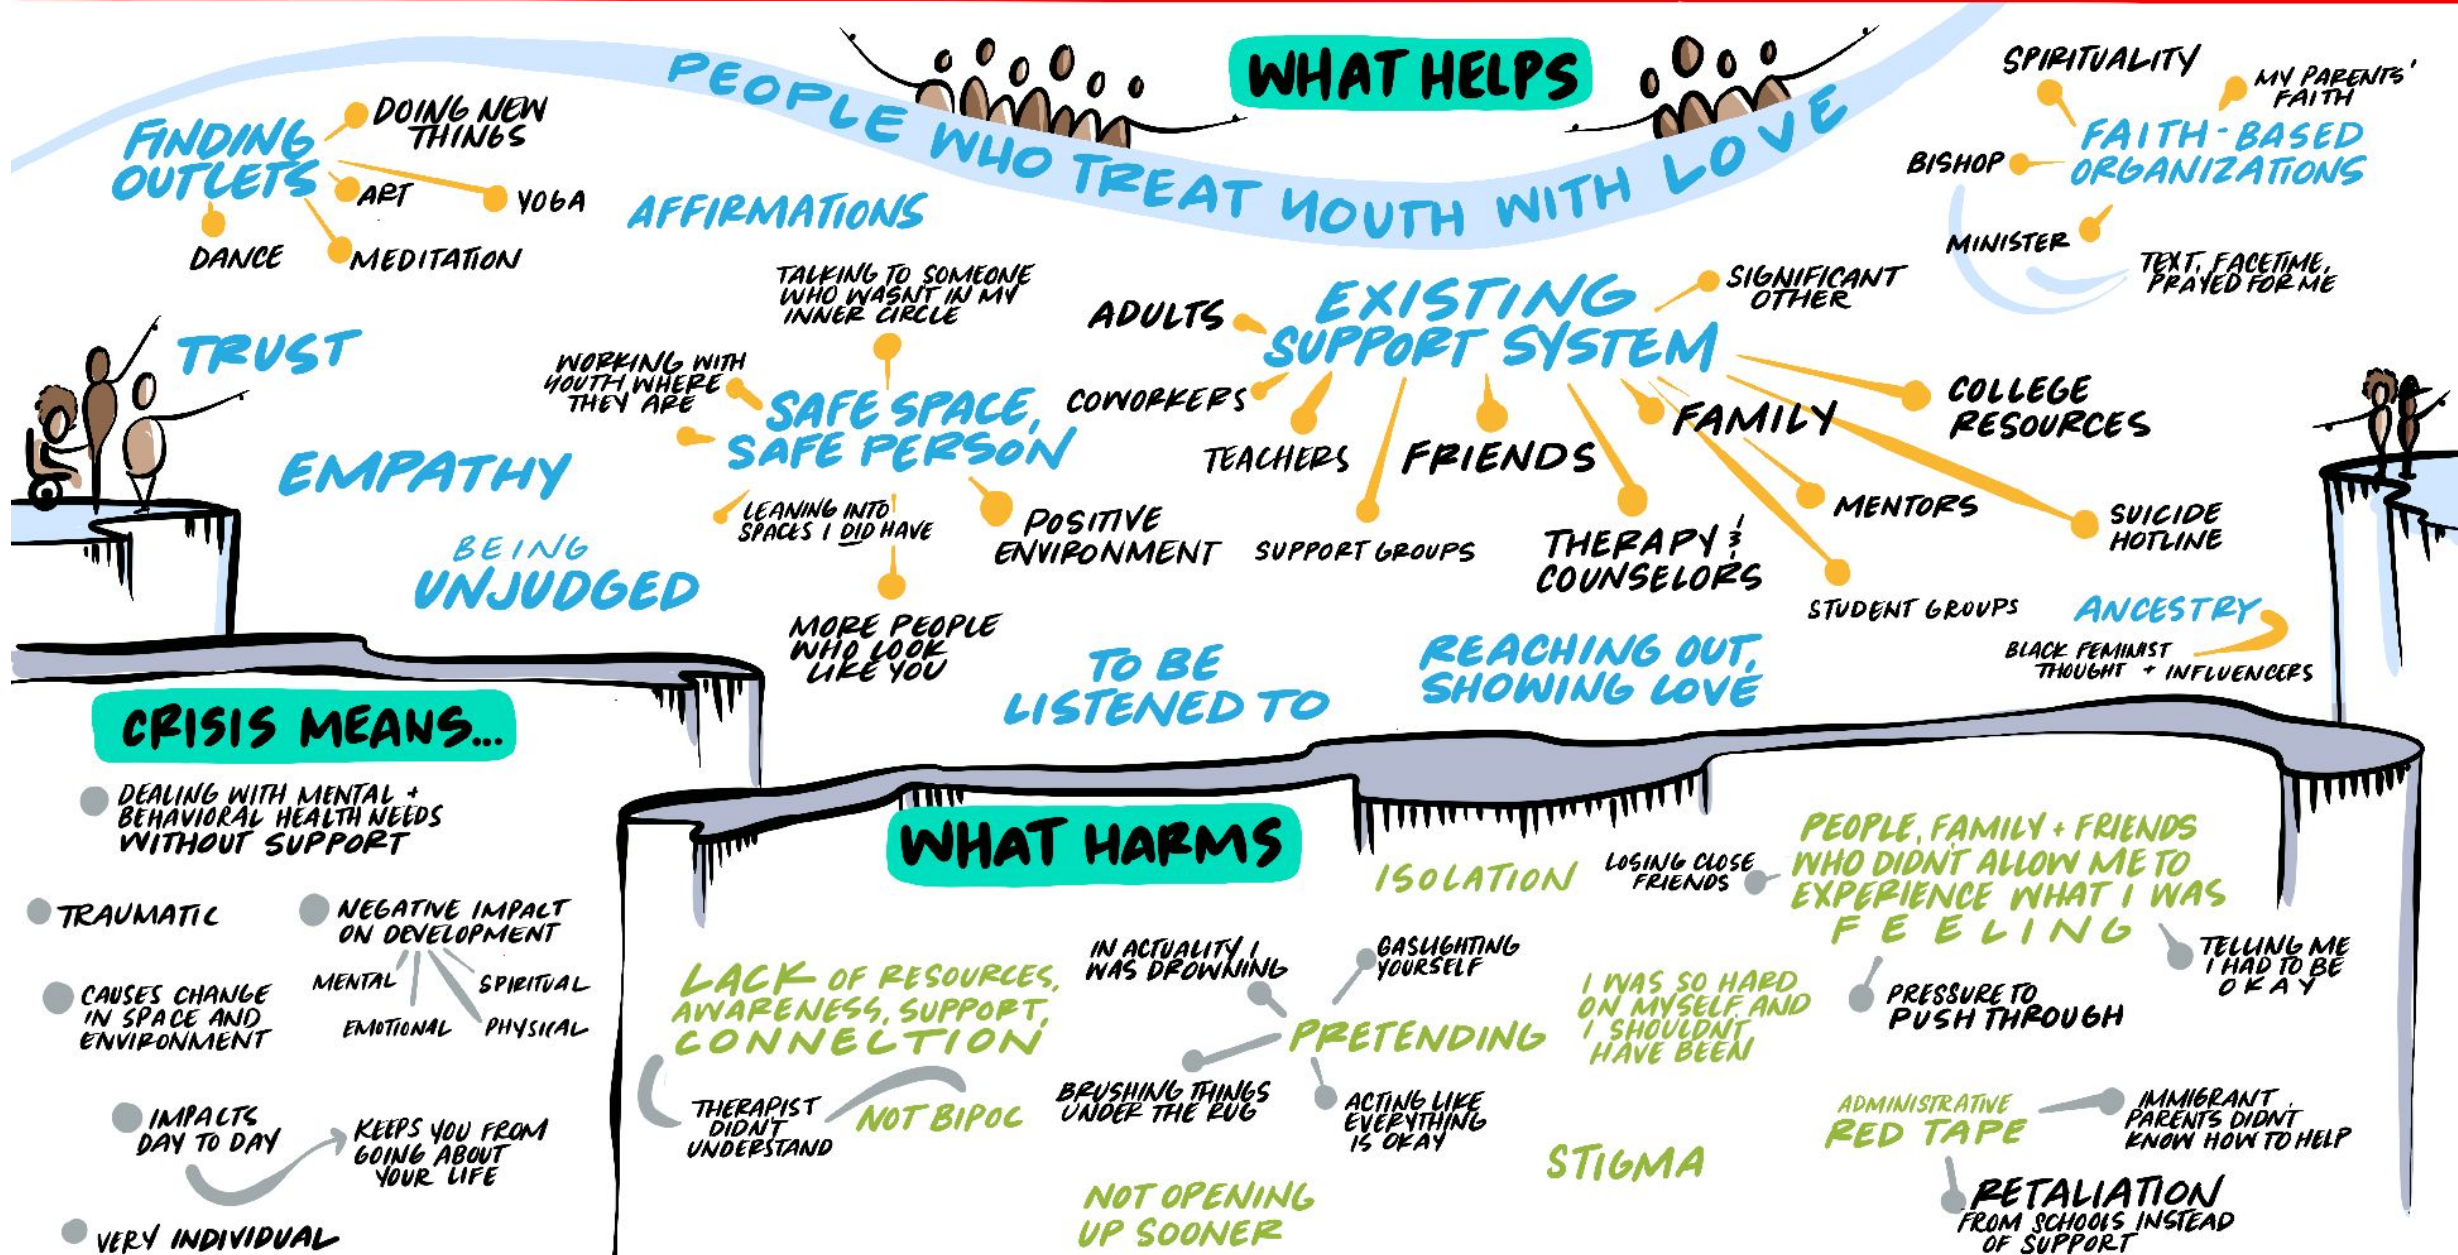 WHAT HELPS
PEOPLE WHO TREAT YOUTH WITH LOVE
FINDING
OUTLETS
DOING NEW
THINGS
ART
YOGA
DANCE
MEDITATION
AFFIRMATIONS
TRUST
EMPATHY
BEING
UNJUDGED
TALKING TO SOMEONE
WHO WASN'T IN MY
INNER CIRCLE
WORKING WITH
YOUTH WHERE
THEY ARE
SAFE SPACE,
SAFE PERSON
LEANING INTO
SPACES I DID HAVE
POSITIVE
ENVIRONMENT
MORE PEOPLE
WHO LOOK
LIKE YOU
EXISTING
SUPPORT SYSTEM
ADULTS
COWORKERS
TEACHERS
SUPPORT GROUPS
FRIENDS
THERAPY &
COUNSELORS
FAMILY
MENTORS
STUDENT GROUPS
SIGNIFICANT
OTHER
COLLEGE
RESOURCES
SUICIDE
HOTLINE
SPIRITUALITY
MY PARENTS'
FAITH
FAITH-BASED
ORGANIZATIONS
BISHOP
MINISTER
TEXT, FACETIME,
PRAYED FOR ME
ANCESTRY
BLACK FEMINIST
THOUGHT + INFLUENCERS
TO BE
LISTENED TO
REACHING OUT,
SHOWING LOVE
CRISIS MEANS...
DEALING WITH MENTAL +
BEHAVIORAL HEALTH NEEDS
WITHOUT SUPPORT
TRAUMATIC
NEGATIVE IMPACT
ON DEVELOPMENT
MENTAL
EMOTIONAL
PHYSICAL
SPIRITUAL
CAUSES CHANGE
IN SPACE AND
ENVIRONMENT
IMPACTS
DAY TO DAY
KEEPS YOU FROM
GOING ABOUT
YOUR LIFE
VERY INDIVIDUAL
WHAT HARMS
LACK OF RESOURCES,
AWARENESS, SUPPORT,
CONNECTION
THERAPIST
DIDN'T
UNDERSTAND
NOT BIPOC
IN ACTUALITY I
WAS DROWNING
GASLIGHTING
YOURSELF
PRETENDING
BRUSHING THINGS
UNDER THE RUG
ACTING LIKE
EVERYTHING
IS OKAY
NOT OPENING
UP SOONER
ISOLATION
LOSING CLOSE
FRIENDS
PEOPLE, FAMILY + FRIENDS
WHO DIDN'T ALLOW ME TO
EXPERIENCE WHAT I WAS
FEELING
TELLING ME
I HAD TO BE
OKAY
PRESSURE TO
PUSH THROUGH
I WAS SO HARD
ON MYSELF AND
I SHOULDN'T
HAVE BEEN
STIGMA
ADMINISTRATIVE
RED TAPE
IMMIGRANT
PARENTS DIDN'T
KNOW HOW TO HELP
RETALIATION
FROM SCHOOLS INSTEAD
OF SUPPORT